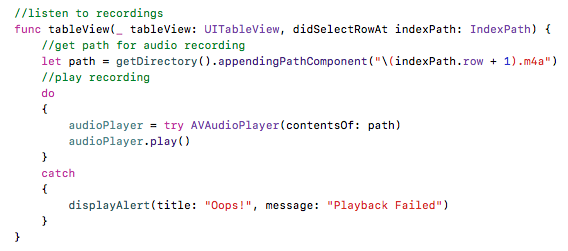 //listen to recordings
func tableView(_ tableView: UITableView, didSelectRowAt indexPath: IndexPath) {
    //get path for audio recording
    let path = getDirectory().appendingPathComponent("\(indexPath.row + 1).m4a")
    //play recording
    do
    {
        audioPlayer = try AVAudioPlayer(contentsOf: path)
        audioPlayer.play()
    }
    catch
    {
        displayAlert(title: "Oops!", message: "Playback Failed")
    }
}